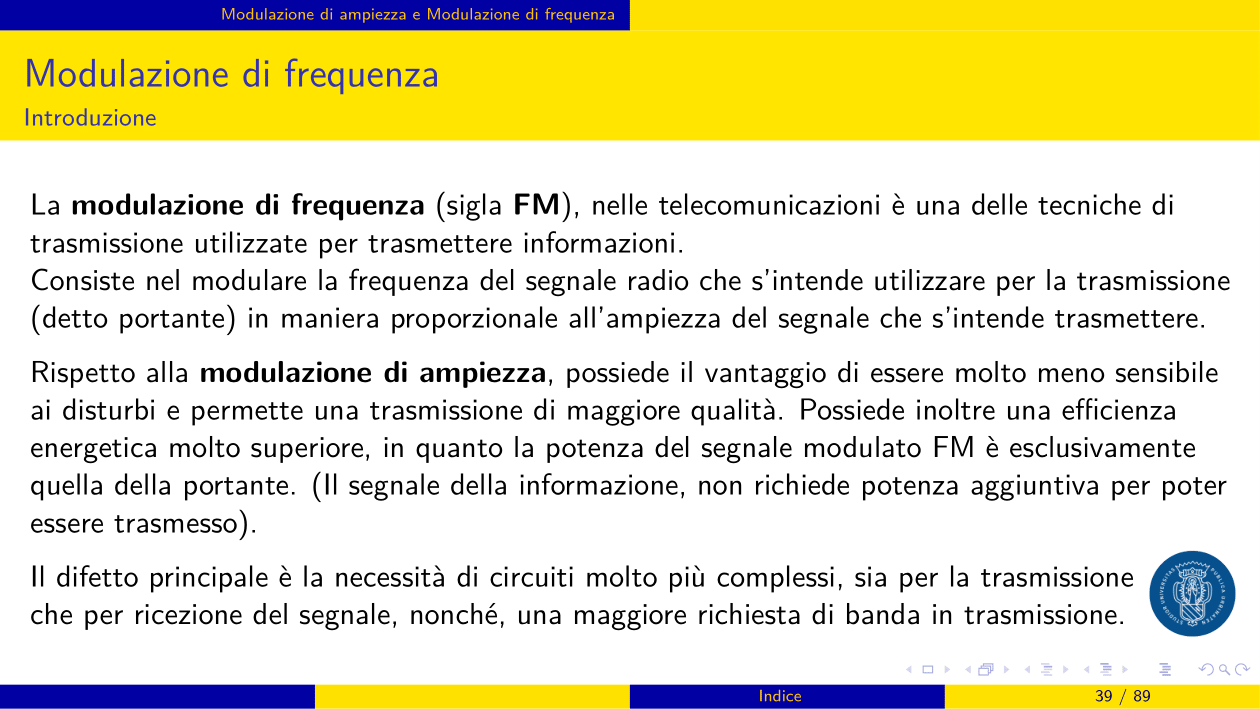 Modulazione di ampiezza e Modulazione di frequenza
Modulazione di frequenza
Introduzione
La modulazione di frequenza (sigla FM), nelle telecomunicazioni è una delle tecniche di
trasmissione utilizzate per trasmettere informazioni.
Consiste nel modulare la frequenza del segnale radio che s'intende utilizzare per la trasmissione
(detto portante) in maniera proporzionale all'ampiezza del segnale che s'intende trasmettere.
Rispetto alla modulazione di ampiezza, possiede il vantaggio di essere molto meno sensibile
ai disturbi e permette una trasmissione di maggiore qualità. Possiede inoltre una efficienza
energetica molto superiore, in quanto la potenza del segnale modulato FM è esclusivamente
quella della portante. (Il segnale della informazione, non richiede potenza aggiuntiva per poter
essere trasmesso).
Il difetto principale è la necessità di circuiti molto più complessi, sia per la trasmissione
che per ricezione del segnale, nonché, una maggiore richiesta di banda in trasmissione.
Indice
39 / 89